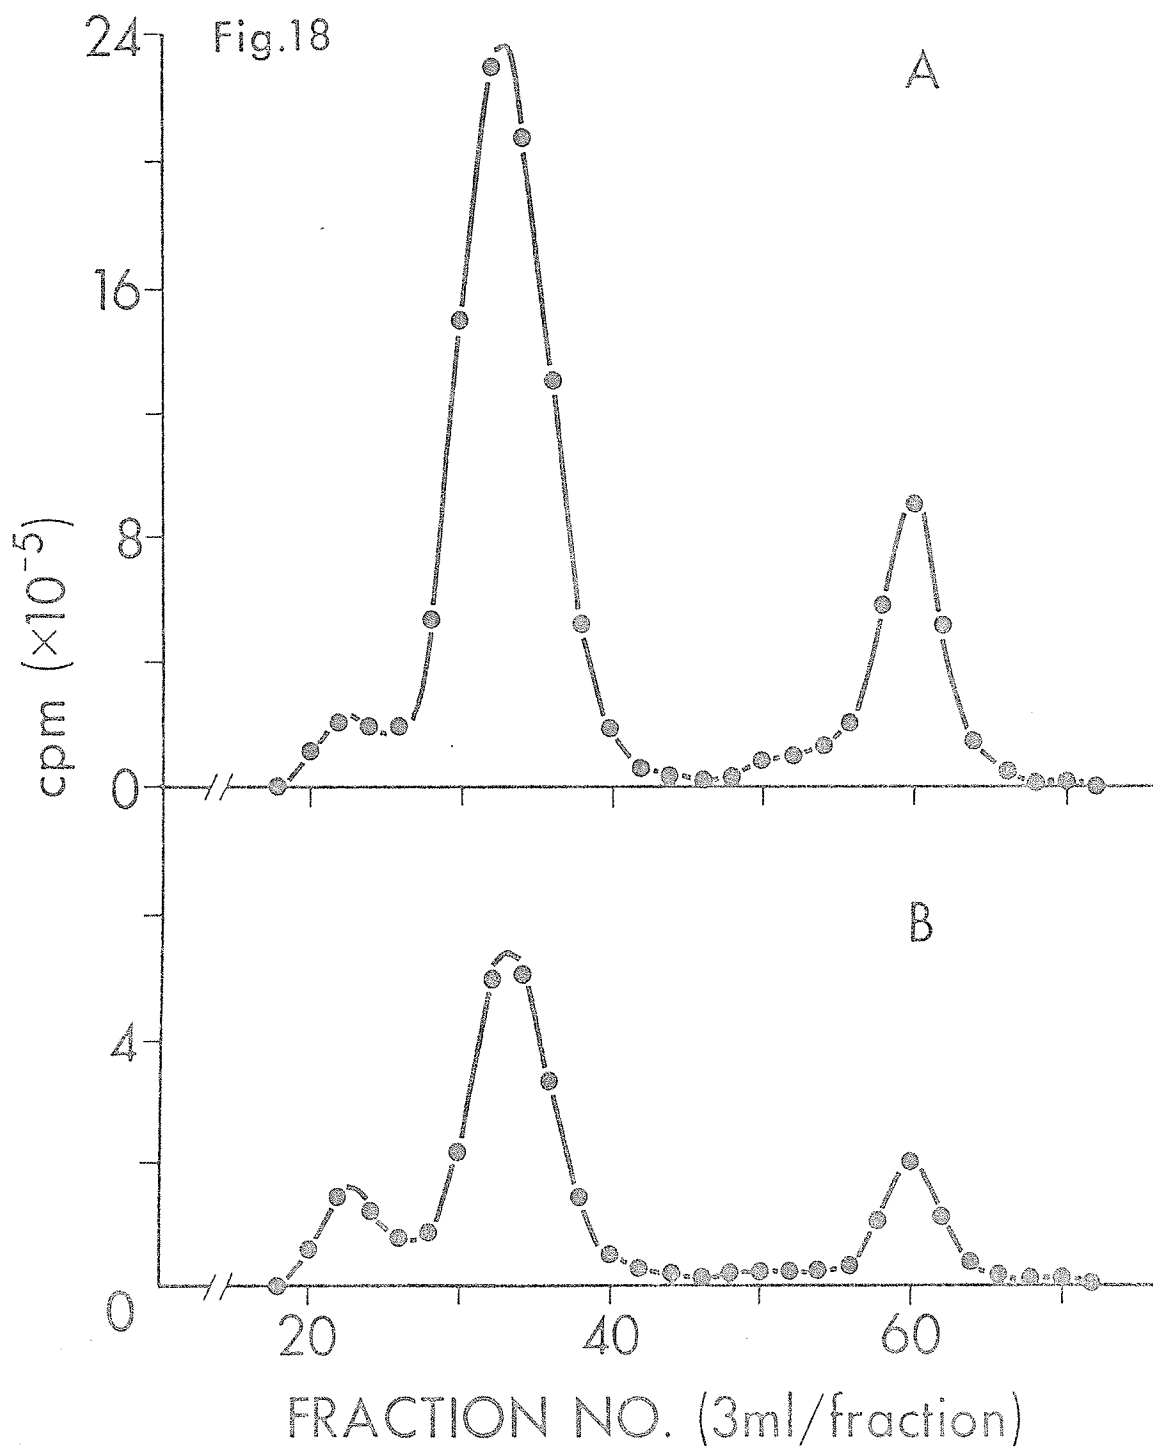 Fig.18
A
24
16
8
0
cpm (×10⁻⁵)
B
4
0
20 40 60
FRACTION NO. (3ml/fraction)